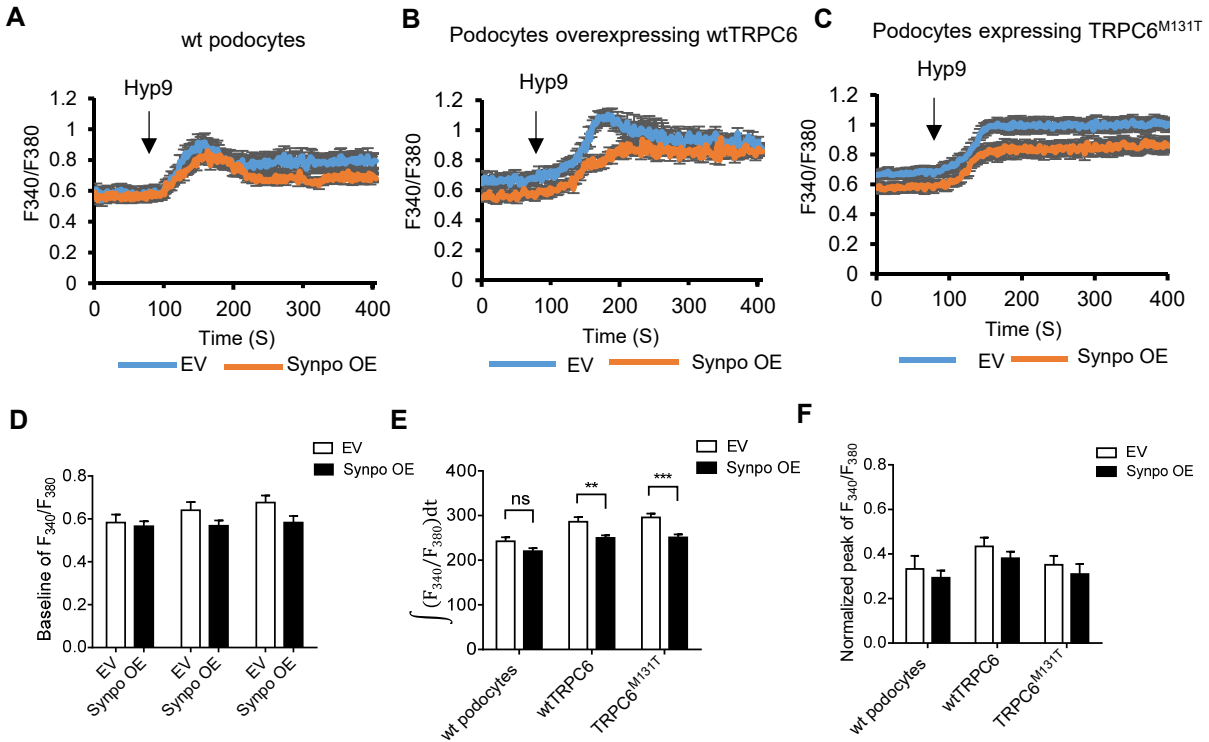 A
wt podocytes
Hyp9
F340/F380
1.2
1
0.8
0.6
0.4
0.2
0
0
100
200
300
400
Time (S)
EV
Synpo OE
B
Podocytes overexpressing wtTRPC6
Hyp9
F340/F380
1.2
1
0.8
0.6
0.4
0.2
0
0
100
200
300
400
Time (S)
EV
Synpo OE
C
Podocytes expressing TRPC6^M131T
Hyp9
F340/F380
1.2
1
0.8
0.6
0.4
0.2
0
0
100
200
300
400
Time (S)
EV
Synpo OE
D
EV
Synpo OE
Baseline of F₃₄₀/F₃₈₀
0.8
0.6
0.4
0.2
0.0
EV
Synpo OE
EV
Synpo OE
EV
Synpo OE
E
EV
Synpo OE
∫(F₃₄₀/F₃₈₀)dt
400
300
200
100
0
ns
**
***
wt podocytes
wtTRPC6
TRPC6^M131T
F
EV
Synpo OE
Normalized peak of F₃₄₀/F₃₈₀
0.8
0.6
0.4
0.2
0.0
wt podocytes
wtTRPC6
TRPC6^M131T